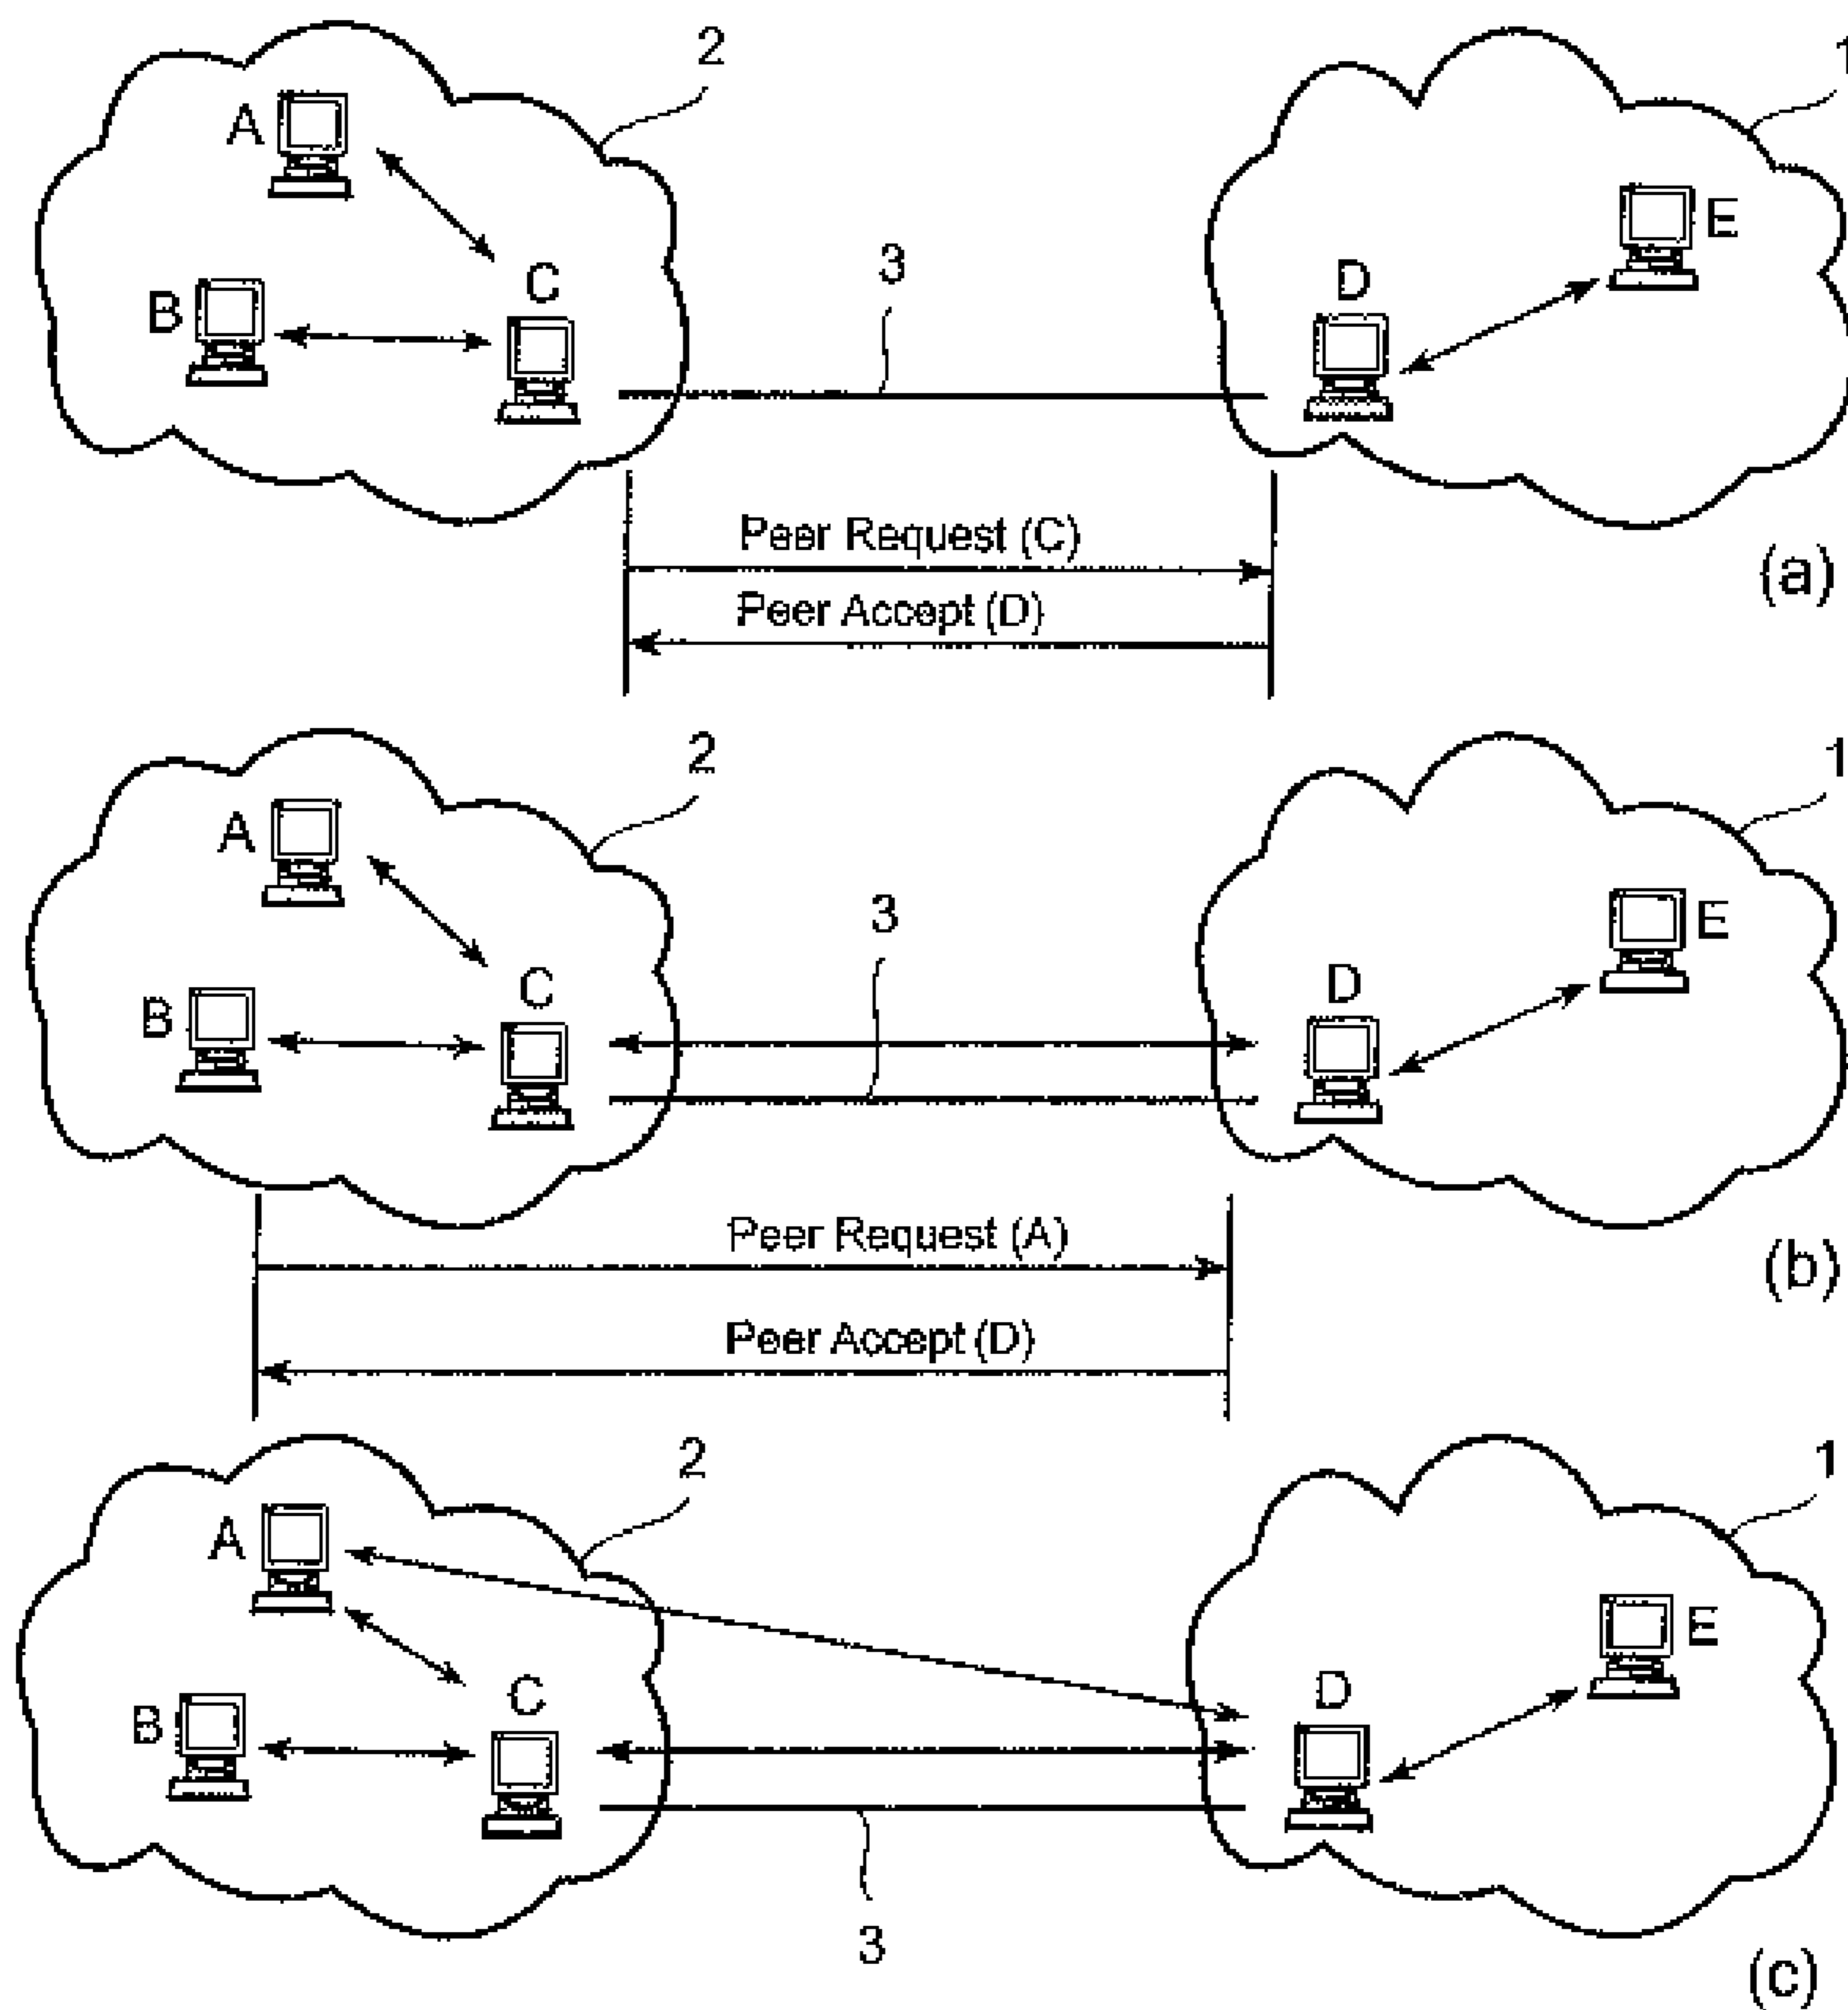 2
1
A
E
B
C
D
3
Peer Request (C)
(a)
Peer Accept (D)
2
1
A
E
B
C
D
3
Peer Request (A)
(b)
Peer Accept (D)
2
1
A
E
B
C
D
3
(c)